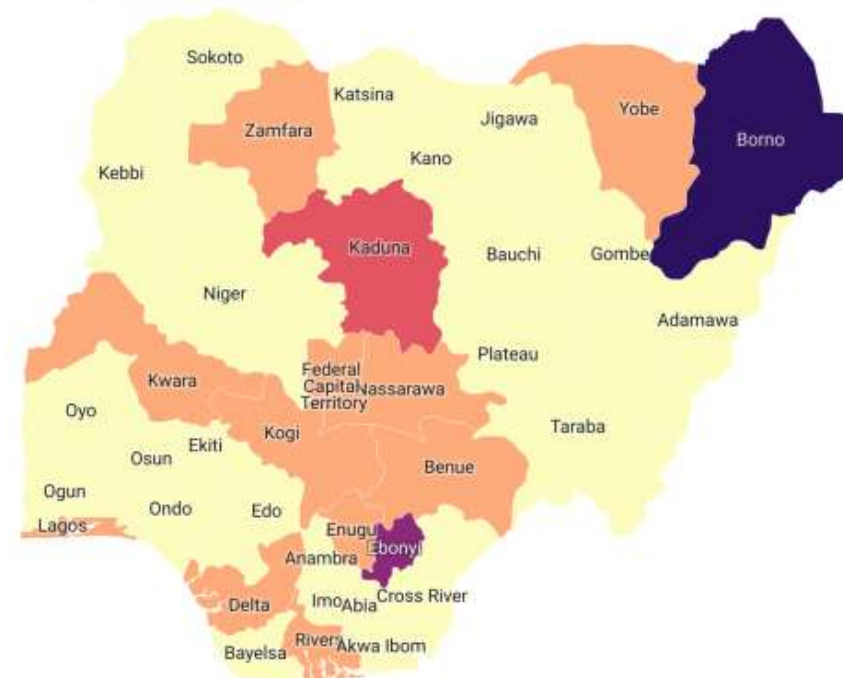 Sokoto
Katsina
Zamfara
Jigawa
Yobe
Borno
Kano
Kebbi
Kaduna
Bauchi
Gombe
Niger
Adamawa
Plateau
Federal
Capital
Territory
Nassarawa
Kwara
Oyo
Kogi
Taraba
Ekiti
Osun
Benue
Ogun
Lagos
Ondo
Edo
Enugu
Ebonyi
Anambra
Imo
Abia
Cross River
Delta
Rivers
Akwa Ibom
Bayelsa